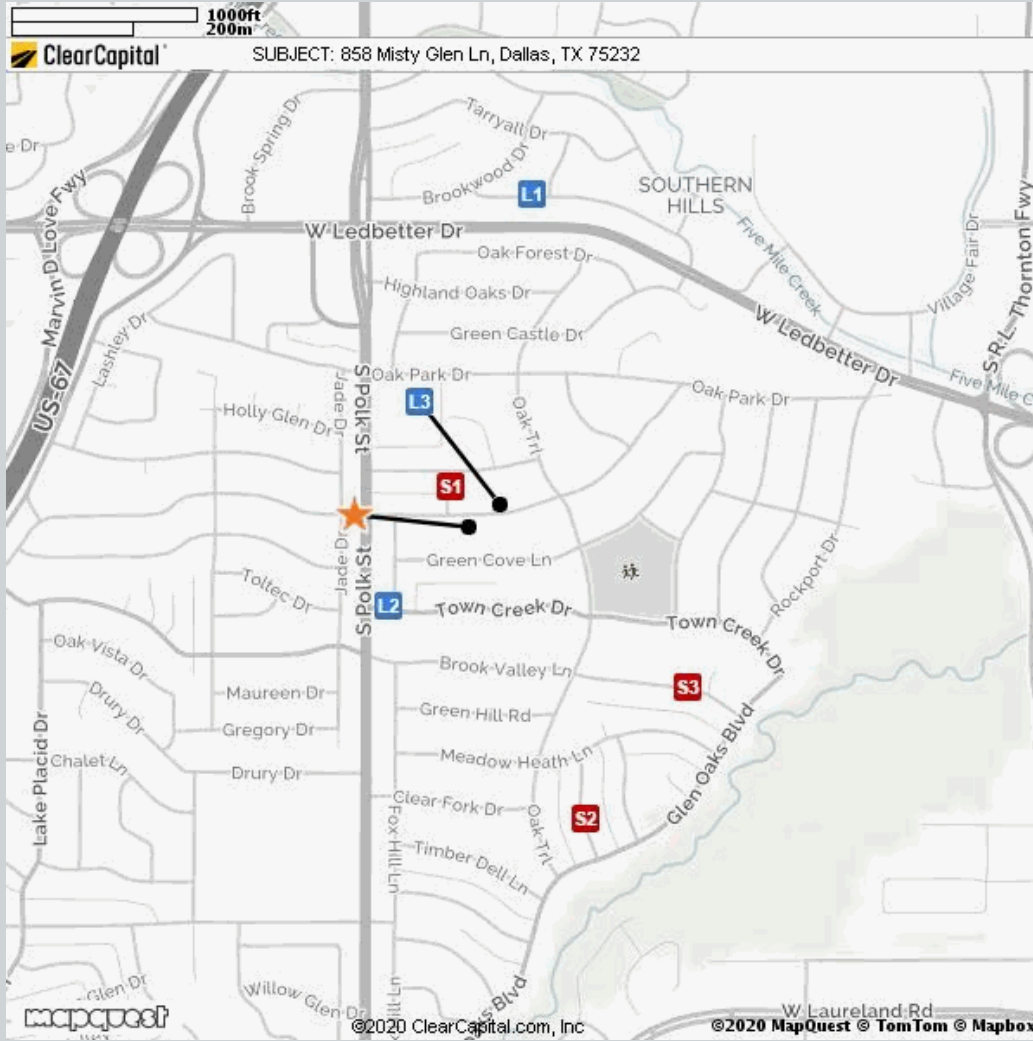 1000ft
200m
ClearCapital
SUBJECT: 858 Misty Glen Ln, Dallas, TX 75232
Tarryall Dr
Brook Spring Dr
e Dr
Brookwood Dr
L1
SOUTHERN
HILLS
Marvin D Love Fwy
W Ledbetter Dr
Oak Forest Dr
Five Mile Creek
Village Fair Dr
S R.L. Thornton Fwy
Highland Oaks Dr
Lashley Dr
Green Castle Dr
W Ledbetter Dr
US-67
S Polk St
Jade Dr
Oak Park Dr
Five Mile C
L3
Oak Park Dr
Holly Glen Dr
Oak Trl
S1
Jade Dr
S Polk St
Green Cove Ln
Rockport Dr
Toltec Dr
L2
Town Creek Dr
Town Creek Dr
Oak Vista Dr
Brook Valley Ln
S3
Maureen Dr
Drury Dr
Green Hill Rd
Gregory Dr
Lake Placid Dr
Chalet Ln
Meadow Heath Ln
Glen Oaks Blvd
Drury Dr
Clear Fork Dr
S2
Fox Hill Ln
Oak Trl
Timber Dell Ln
Glen Dr
Willow Glen Dr
ll Ln
ks Blvd
W Laureland Rd
mapquest
©2020 ClearCapital.com, Inc
©2020 MapQuest © TomTom © Mapbox